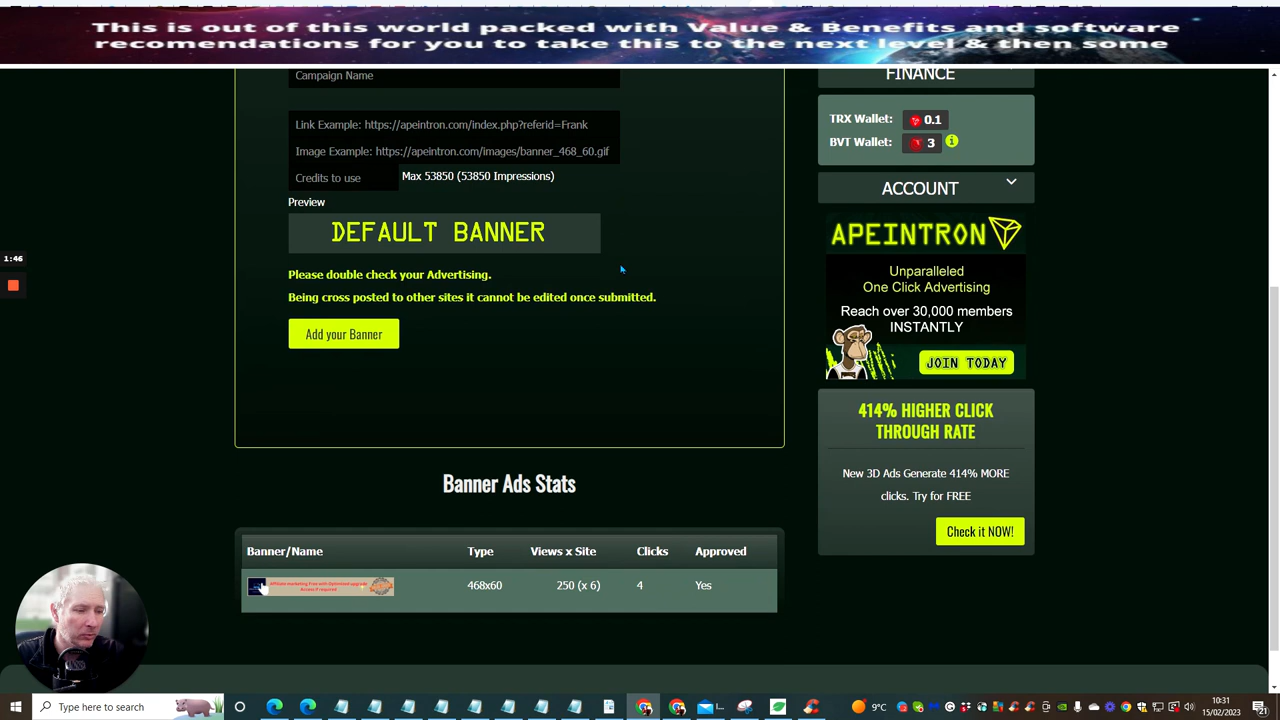 This is out of this world packed with Value & Benefits and software
recomendations for you to take this to the next level & then some
Campaign Name
Link Example: https://apeintron.com/index.php?referid=Frank
Image Example: https://apeintron.com/images/banner_468_60.gif
Credits to use
Max 53850 (53850 Impressions)
Preview
DEFAULT BANNER
Please double check your Advertising.
Being cross posted to other sites it cannot be edited once submitted.
Add your Banner
Banner Ads Stats
Banner/Name Type Views x Site Clicks Approved
468x60 250 (x 6) 4 Yes
FINANCE
TRX Wallet: 0.1
BVT Wallet: 3
ACCOUNT
APEINTRON
Unparalleled
One Click Advertising
Reach over 30,000 members
INSTANTLY
JOIN TODAY
414% HIGHER CLICK
THROUGH RATE
New 3D Ads Generate 414% MORE
clicks. Try for FREE
Check it NOW!
1:46
Type here to search
9°C
10:31
15/02/2023